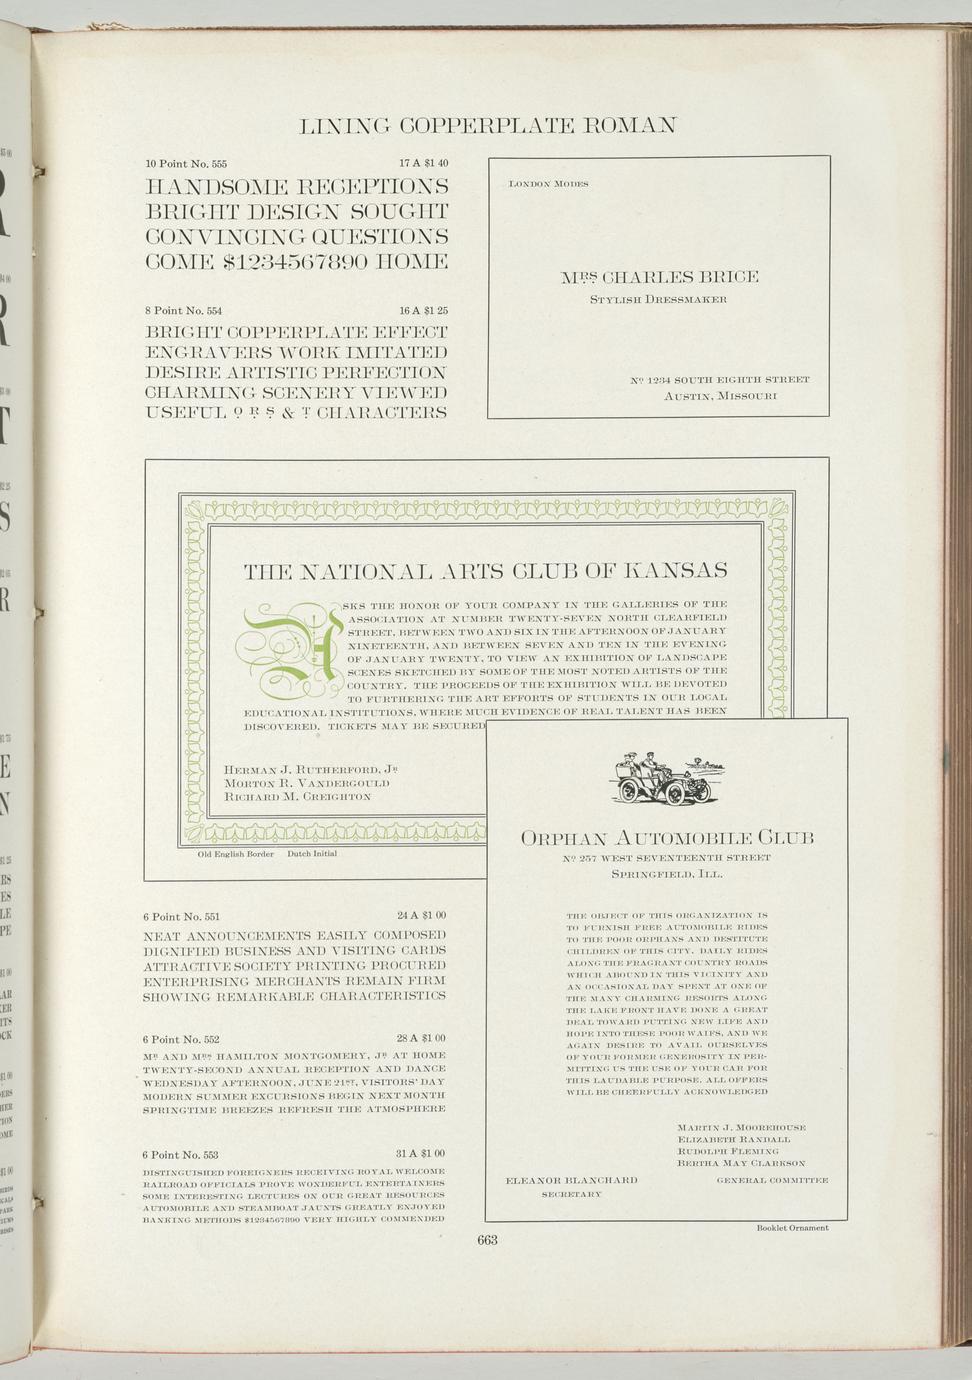 LINING COPPERPLATE ROMAN
10 Point No. 555 17 A $1 40
HANDSOME RECEPTIONS
BRIGHT DESIGN SOUGHT
CONVINCING QUESTIONS
COME $1234567890 HOME
8 Point No. 554 16 A $1 25
BRIGHT COPPERPLATE EFFECT
ENGRAVERS WORK IMITATED
DESIRE ARTISTIC PERFECTION
CHARMING SCENERY VIEWED
USEFUL O R S & T CHARACTERS
LONDON MODES
MRS CHARLES BRICE
STYLISH DRESSMAKER
NO 1234 SOUTH EIGHTH STREET
AUSTIN, MISSOURI
THE NATIONAL ARTS CLUB OF KANSAS
ASKS THE HONOR OF YOUR COMPANY IN THE GALLERIES OF THE
ASSOCIATION AT NUMBER TWENTY-SEVEN NORTH CLEARFIELD
STREET, BETWEEN TWO AND SIX IN THE AFTERNOON OF JANUARY
NINETEENTH, AND BETWEEN SEVEN AND TEN IN THE EVENING
OF JANUARY TWENTY, TO VIEW AN EXHIBITION OF LANDSCAPE
SCENES SKETCHED BY SOME OF THE MOST NOTED ARTISTS OF THE
COUNTRY. THE PROCEEDS OF THE EXHIBITION WILL BE DEVOTED
TO FURTHERING THE ART EFFORTS OF STUDENTS IN OUR LOCAL
EDUCATIONAL INSTITUTIONS, WHERE MUCH EVIDENCE OF REAL TALENT HAS BEEN
DISCOVERED. TICKETS MAY BE SECURED
HERMAN J. RUTHERFORD, JR
MORTON R. VANDERGOULD
RICHARD M. CREIGHTON
Old English Border Dutch Initial
ORPHAN AUTOMOBILE CLUB
NO 257 WEST SEVENTEENTH STREET
SPRINGFIELD, ILL.
THE OBJECT OF THIS ORGANIZATION IS
TO FURNISH FREE AUTOMOBILE RIDES
TO THE POOR ORPHANS AND DESTITUTE
CHILDREN OF THIS CITY. DAILY RIDES
ALONG THE FRAGRANT COUNTRY ROADS
WHICH ABOUND IN THIS VICINITY AND
AN OCCASIONAL DAY SPENT AT ONE OF
THE MANY CHARMING RESORTS ALONG
THE LAKE FRONT HAVE DONE A GREAT
DEAL TOWARD PUTTING NEW LIFE AND
HOPE INTO THESE POOR WAIFS, AND WE
AGAIN DESIRE TO AVAIL OURSELVES
OF YOUR FORMER GENEROSITY IN PER-
MITTING US THE USE OF YOUR CAR FOR
THIS LAUDABLE PURPOSE. ALL OFFERS
WILL BE CHEERFULLY ACKNOWLEDGED
MARTIN J. MOOREHOUSE
ELIZABETH RANDALL
RUDOLPH FLEMING
BERTHA MAY CLARKSON
ELEANOR BLANCHARD GENERAL COMMITTEE
SECRETARY
Booklet Ornament
6 Point No. 551 24 A $1 00
NEAT ANNOUNCEMENTS EASILY COMPOSED
DIGNIFIED BUSINESS AND VISITING CARDS
ATTRACTIVE SOCIETY PRINTING PROCURED
ENTERPRISING MERCHANTS REMAIN FIRM
SHOWING REMARKABLE CHARACTERISTICS
6 Point No. 552 28 A $1 00
MR AND MRS HAMILTON MONTGOMERY, JR AT HOME
TWENTY-SECOND ANNUAL RECEPTION AND DANCE
WEDNESDAY AFTERNOON, JUNE 21ST, VISITORS' DAY
MODERN SUMMER EXCURSIONS BEGIN NEXT MONTH
SPRINGTIME BREEZES REFRESH THE ATMOSPHERE
6 Point No. 553 31 A $1 00
DISTINGUISHED FOREIGNERS RECEIVING ROYAL WELCOME
RAILROAD OFFICIALS PROVE WONDERFUL ENTERTAINERS
SOME INTERESTING LECTURES ON OUR GREAT RESOURCES
AUTOMOBILE AND STEAMBOAT JAUNTS GREATLY ENJOYED
BANKING METHODS $1234567890 VERY HIGHLY COMMENDED
663